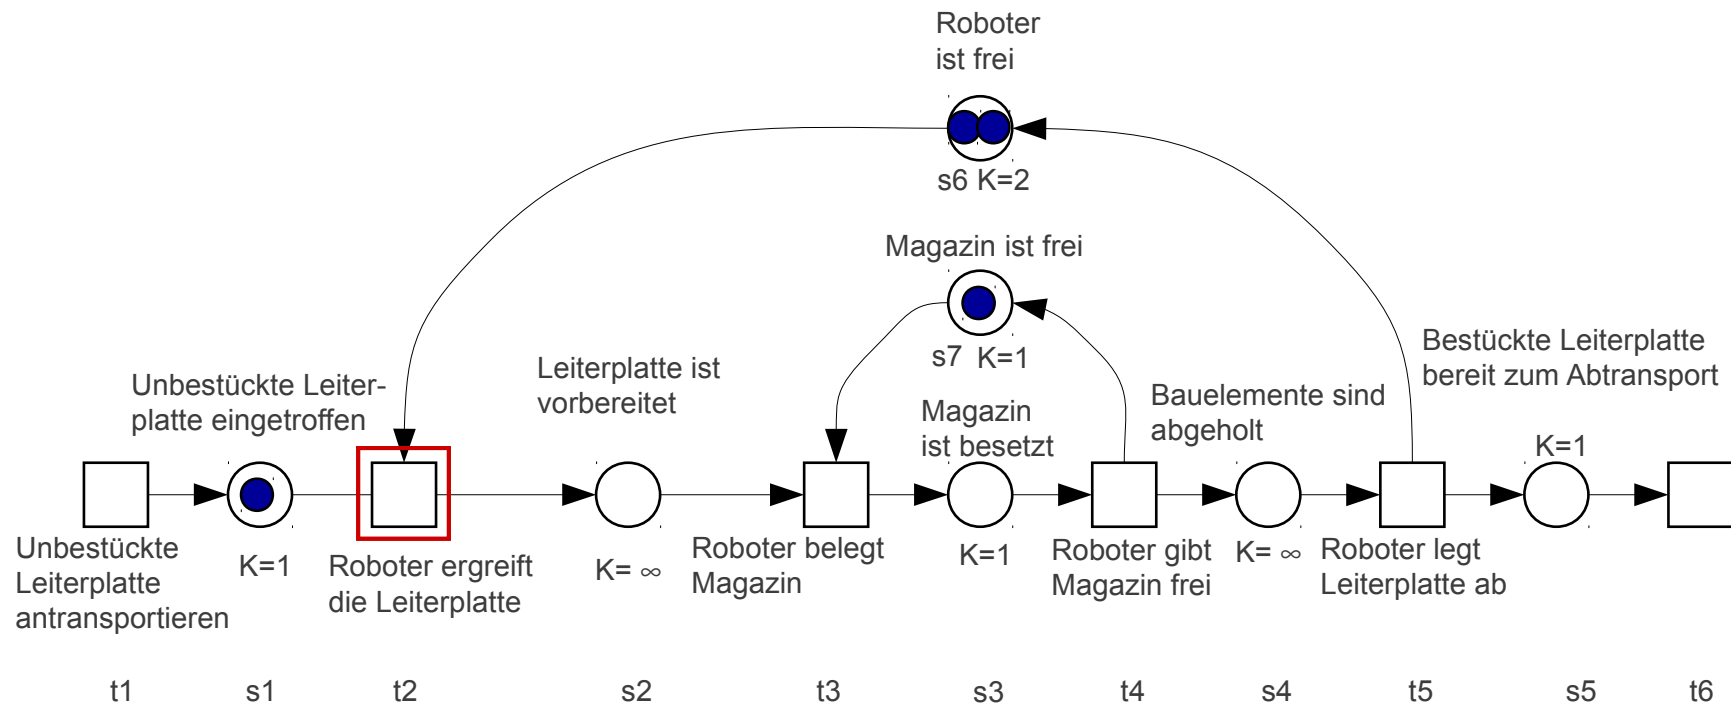 Roboter
ist frei
s6 K=2
Magazin ist frei
s7 K=1
Unbestückte Leiter-
platte eingetroffen
Leiterplatte ist
vorbereitet
Magazin
ist besetzt
Bauelemente sind
abgeholt
Bestückte Leiterplatte
bereit zum Abtransport
K=1
Unbestückte
Leiterplatte
antransportieren
K=1
Roboter ergreift
die Leiterplatte
K= ∞
Roboter belegt
Magazin
K=1
Roboter gibt
Magazin frei
K= ∞
Roboter legt
Leiterplatte ab
t1 s1 t2 s2 t3 s3 t4 s4 t5 s5 t6